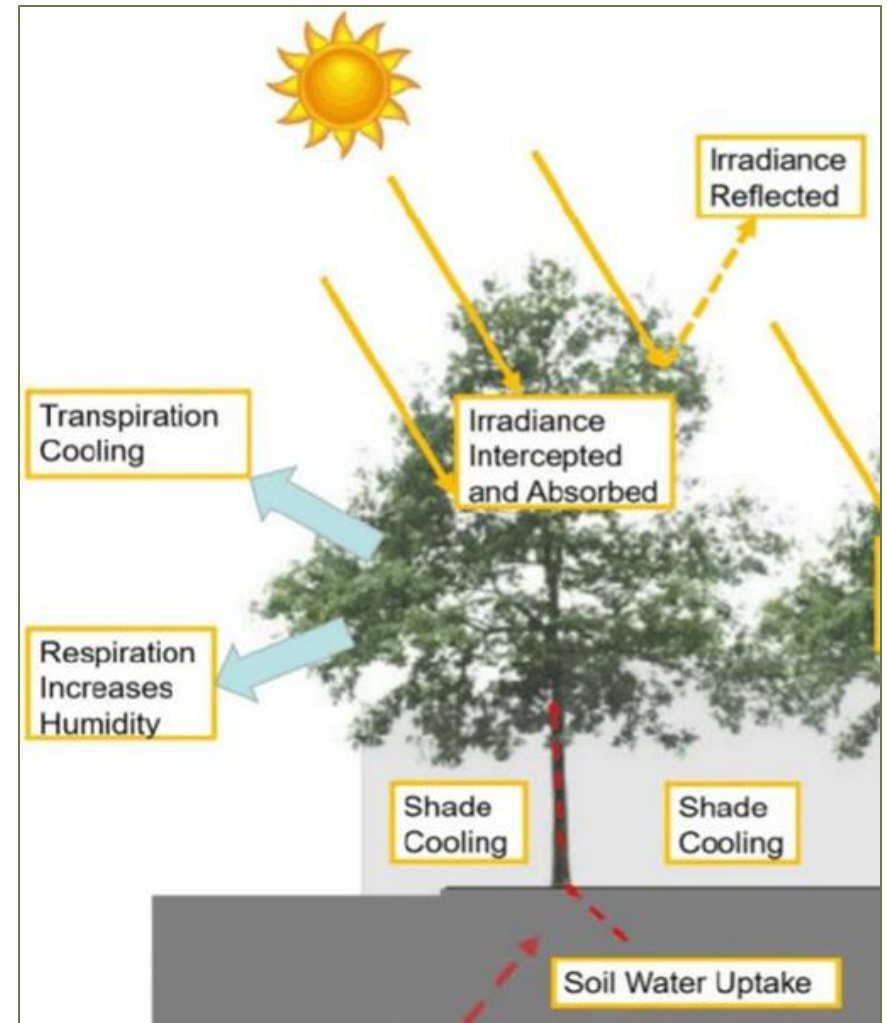 Irradiance
Reflected
Transpiration
Cooling
Irradiance
Intercepted
and Absorbed
Respiration
Increases
Humidity
Shade
Cooling
Shade
Cooling
Soil Water Uptake